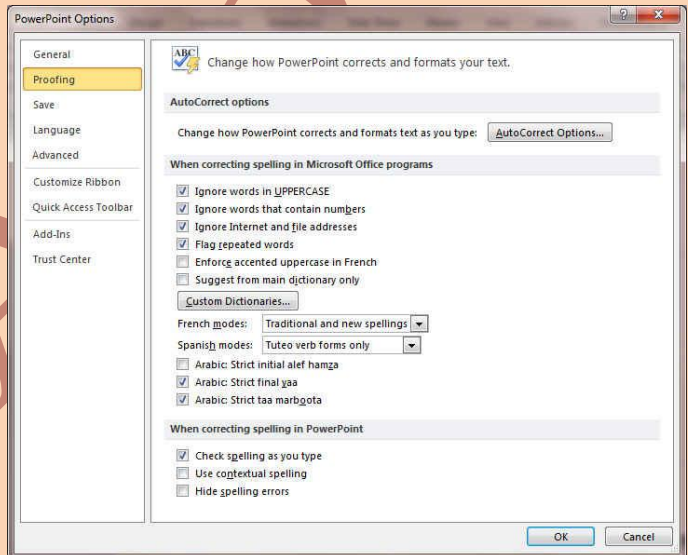 PowerPoint Options
General
Proofing
Save
Language
Advanced
Customize Ribbon
Quick Access Toolbar
Add-Ins
Trust Center
ABC
Change how PowerPoint corrects and formats your text.
AutoCorrect options
Change how PowerPoint corrects and formats text as you type: AutoCorrect Options...
When correcting spelling in Microsoft Office programs
Ignore words in UPPERCASE
Ignore words that contain numbers
Ignore Internet and file addresses
Flag repeated words
Enforce accented uppercase in French
Suggest from main dictionary only
Custom Dictionaries...
French modes: Traditional and new spellings
Spanish modes: Tuteo verb forms only
Arabic: Strict initial alef hamza
Arabic: Strict final yaa
Arabic: Strict taa marboota
When correcting spelling in PowerPoint
Check spelling as you type
Use contextual spelling
Hide spelling errors
OK Cancel